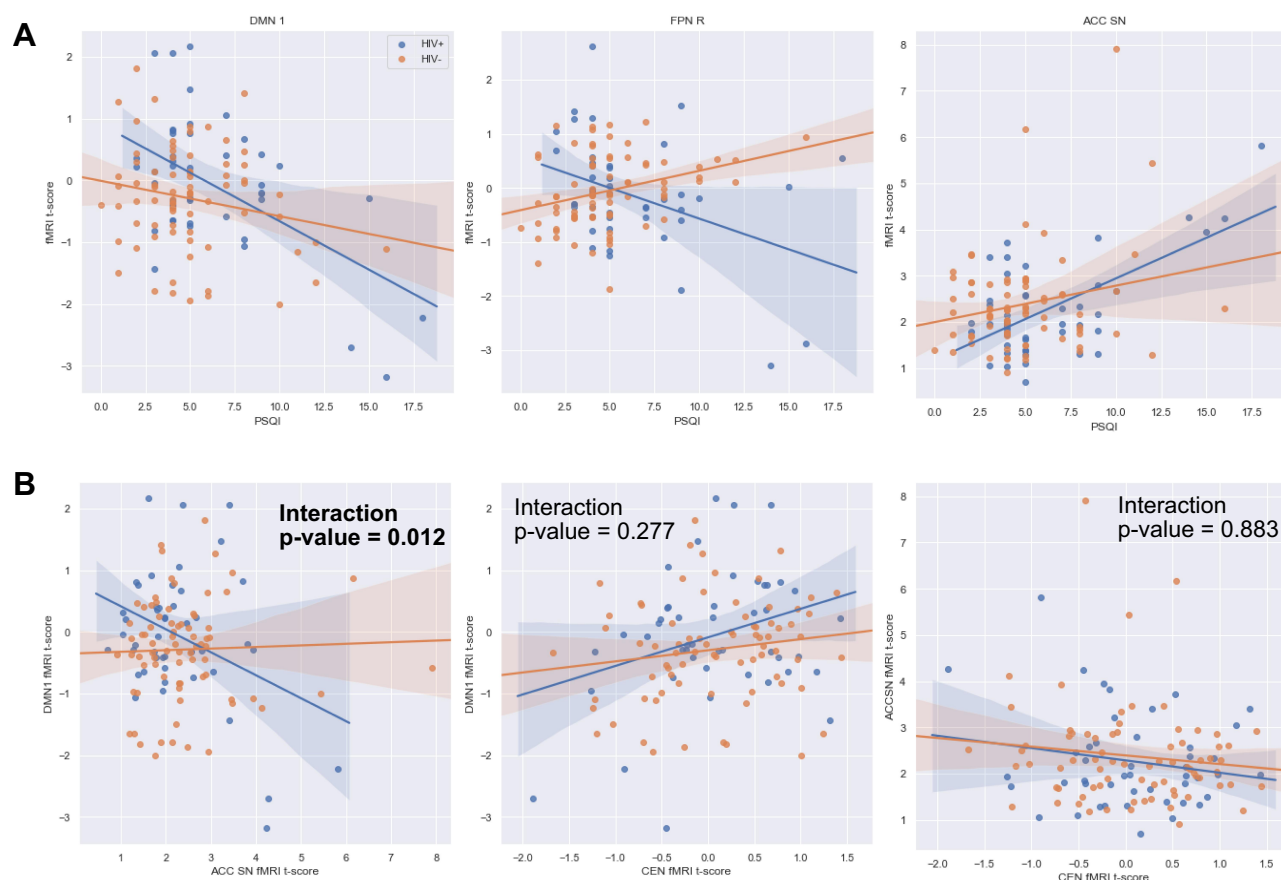 A
DMN 1
FPN R
ACC SN
HIV+
HIV-
fMRI t-score
2
1
0
−1
−2
−3
0.0 2.5 5.0 7.5 10.0 12.5 15.0 17.5
PSQI
fMRI t-score
2
1
0
−1
−2
−3
0.0 2.5 5.0 7.5 10.0 12.5 15.0 17.5
PSQI
fMRI t-score
8
7
6
5
4
3
2
1
0.0 2.5 5.0 7.5 10.0 12.5 15.0 17.5
PSQI
B
Interaction
p-value = 0.012
DMN1 fMRI t-score
2
1
0
−1
−2
−3
1 2 3 4 5 6 7 8
ACC SN fMRI t-score
Interaction
p-value = 0.277
DMN1 fMRI t-score
2
1
0
−1
−2
−3
−2.0 −1.5 −1.0 −0.5 0.0 0.5 1.0 1.5
CEN fMRI t-score
Interaction
p-value = 0.883
ACCSN fMRI t-score
8
7
6
5
4
3
2
1
−2.0 −1.5 −1.0 −0.5 0.0 0.5 1.0 1.5
CEN fMRI t-score